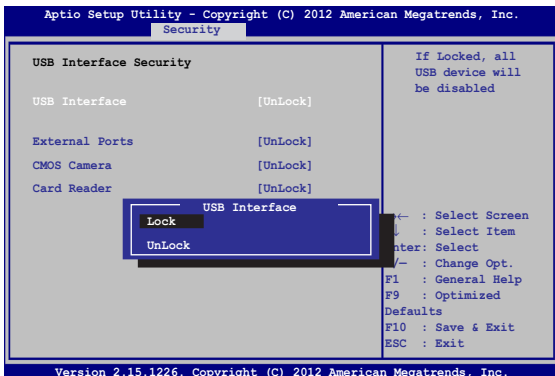 Aptio Setup Utility - Copyright (C) 2012 American Megatrends, Inc.
Security
USB Interface Security
USB Interface [UnLock]
External Ports [UnLock]
CMOS Camera [UnLock]
Card Reader [UnLock]
USB Interface
Lock
UnLock
If Locked, all
USB device will
be disabled
← : Select Screen
↓ : Select Item
nter: Select
/— : Change Opt.
F1 : General Help
F9 : Optimized
Defaults
F10 : Save & Exit
ESC : Exit
Version 2.15.1226. Copyright (C) 2012 American Megatrends, Inc.